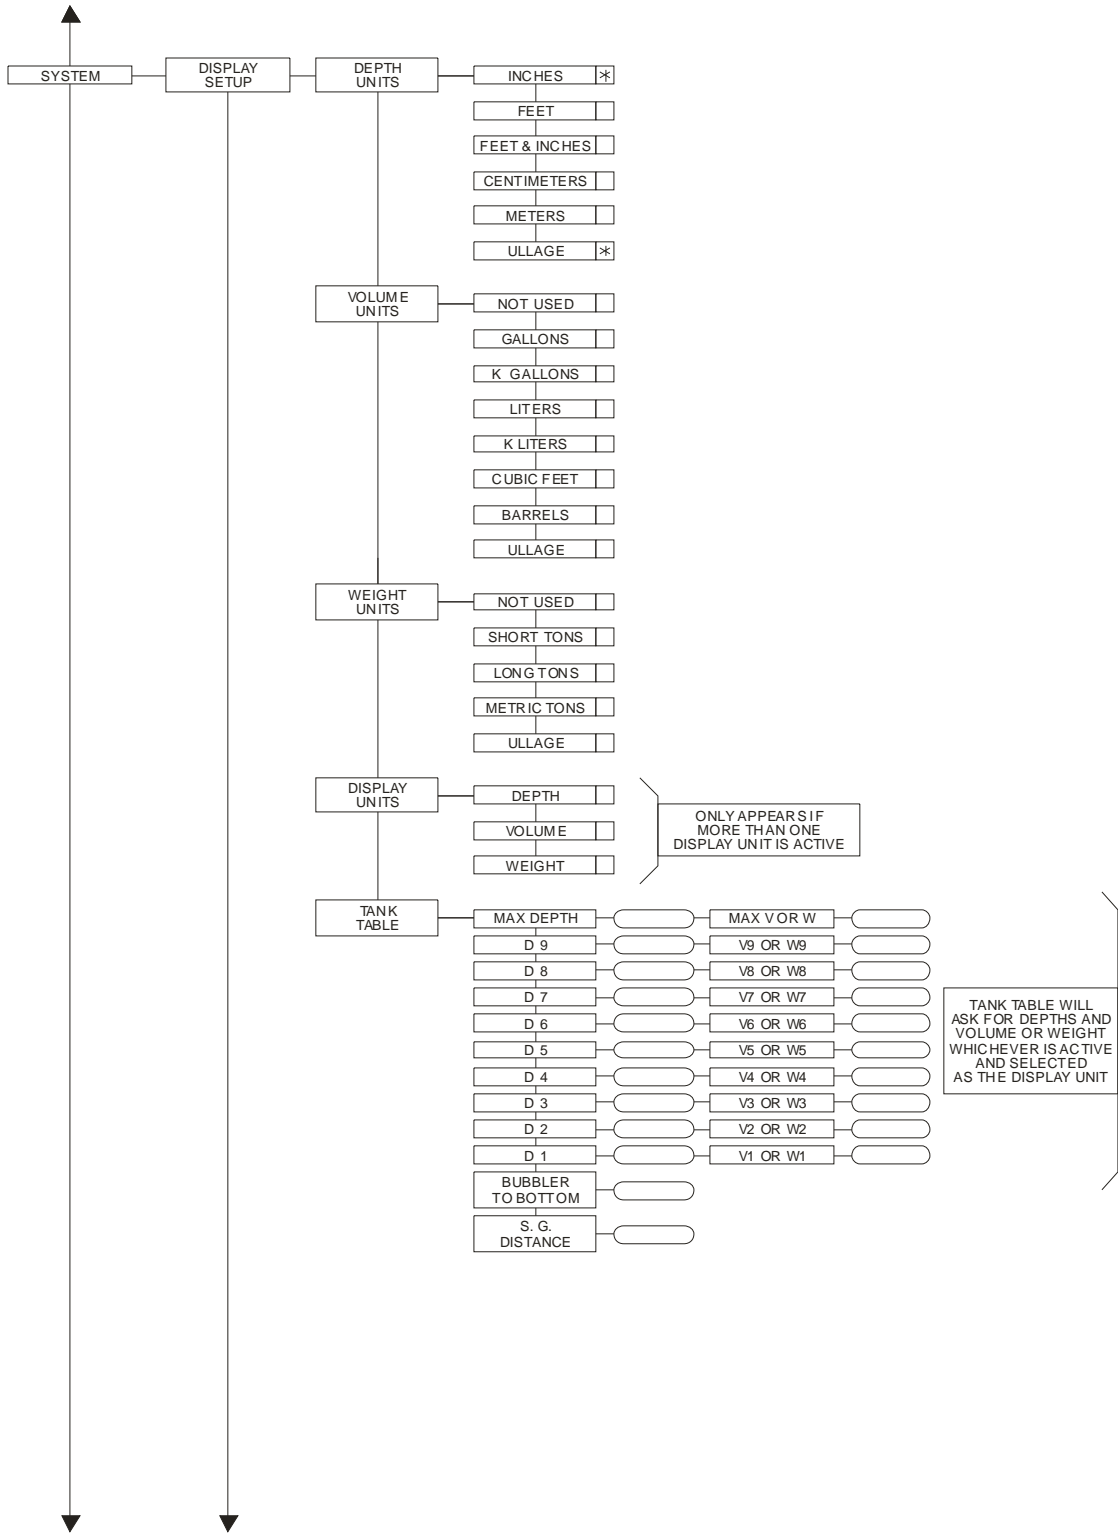 SYSTEM
DISPLAY
SETUP
DEPTH
UNITS
INCHES *
FEET
FEET & INCHES
CENTIMETERS
METERS
ULLAGE *
VOLUME
UNITS
NOT USED
GALLONS
K GALLONS
LITERS
K LITERS
CUBIC FEET
BARRELS
ULLAGE
WEIGHT
UNITS
NOT USED
SHORT TONS
LONG TONS
METRIC TONS
ULLAGE
DISPLAY
UNITS
DEPTH
VOLUME
WEIGHT
ONLY APPEARS IF
MORE THAN ONE
DISPLAY UNIT IS ACTIVE
TANK
TABLE
MAX DEPTH MAX V OR W
D 9 V9 OR W9
D 8 V8 OR W8
D 7 V7 OR W7
D 6 V6 OR W6
D 5 V5 OR W5
D 4 V4 OR W4
D 3 V3 OR W3
D 2 V2 OR W2
D 1 V1 OR W1
BUBBLER
TO BOTTOM
S. G.
DISTANCE
TANK TABLE WILL
ASK FOR DEPTHS AND
VOLUME OR WEIGHT
WHICHEVER IS ACTIVE
AND SELECTED
AS THE DISPLAY UNIT